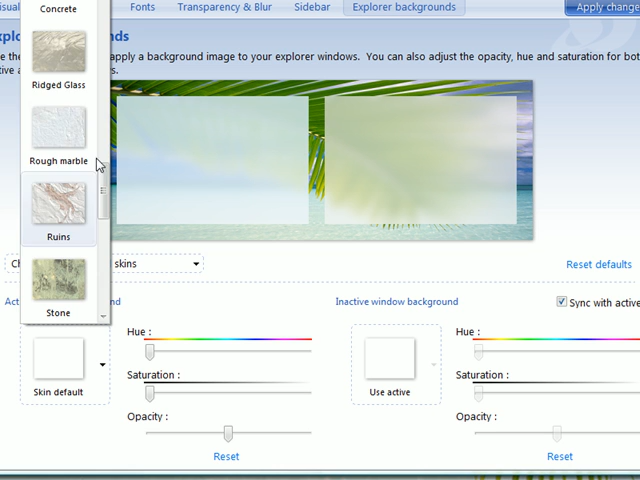 Concrete
Fonts
Transparency & Blur
Sidebar
Explorer backgrounds
Apply change
nds
apply a background image to your explorer windows. You can also adjust the opacity, hue and saturation for bot
s.
Ridged Glass
Rough marble
Ruins
Stone
skins
Reset defaults
Inactive window background
Sync with active
Hue :
Saturation :
Opacity :
Reset
Skin default
Use active
Hue :
Saturation :
Opacity :
Reset